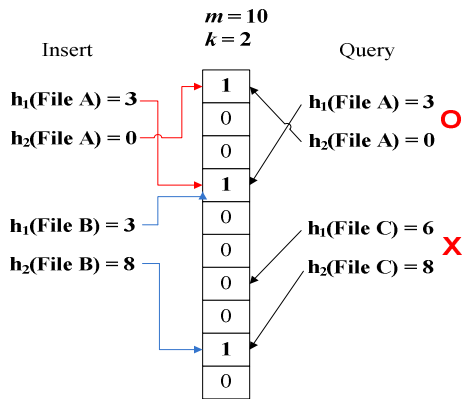 m = 10
k = 2
Insert
Query
h₁(File A) = 3
h₂(File A) = 0
h₁(File B) = 3
h₂(File B) = 8
1
0
0
1
0
0
0
0
1
0
h₁(File A) = 3
h₂(File A) = 0
O
h₁(File C) = 6
h₂(File C) = 8
X